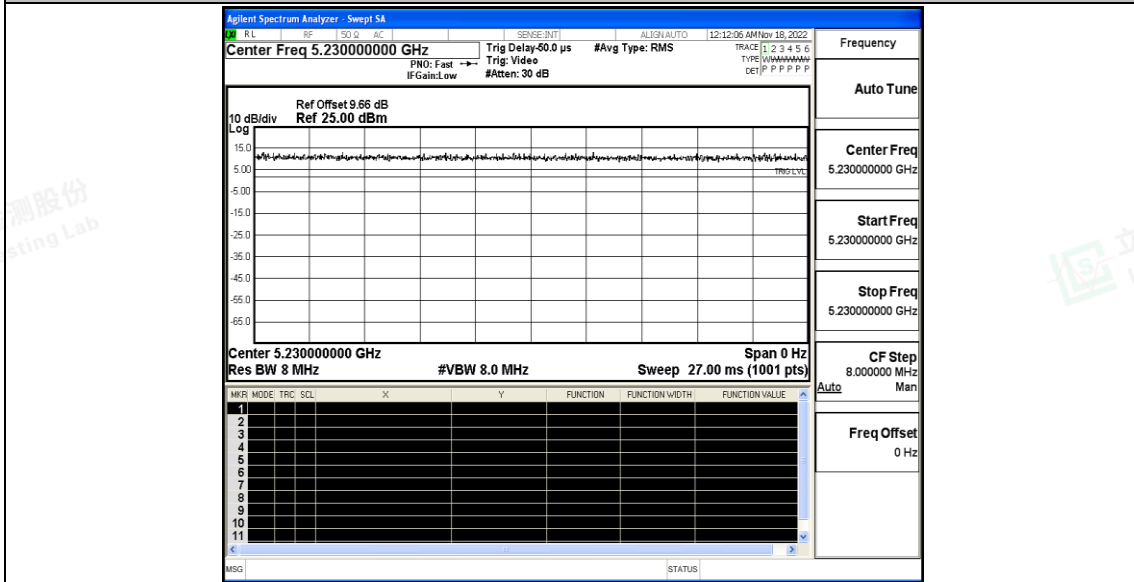 Agilent Spectrum Analyzer - Swept SA
RL RF 50 Ω AC SENSE:INT ALIGN AUTO 12:12:06 AM Nov 18, 2022
Center Freq 5.230000000 GHz
PNO: Fast
IFGain:Low
Trig Delay-50.0 µs
Trig: Video
#Atten: 30 dB
#Avg Type: RMS
TRACE 1 2 3 4 5 6
TYPE
DET P P P P P P
Ref Offset 9.66 dB
10 dB/div Ref 25.00 dBm
Log
15.0
5.00
-5.00
-15.0
-25.0
-35.0
-45.0
-55.0
-65.0
TRIG LVL
Center 5.230000000 GHz Span 0 Hz
Res BW 8 MHz #VBW 8.0 MHz Sweep 27.00 ms (1001 pts)
MKR MODE TRC SCL X Y FUNCTION FUNCTION WIDTH FUNCTION VALUE
1
2
3
4
5
6
7
8
9
10
11
MSG STATUS
Frequency
Auto Tune
Center Freq
5.230000000 GHz
Start Freq
5.230000000 GHz
Stop Freq
5.230000000 GHz
CF Step
8.000000 MHz
Auto Man
Freq Offset
0 Hz
测股份
sting Lab
立